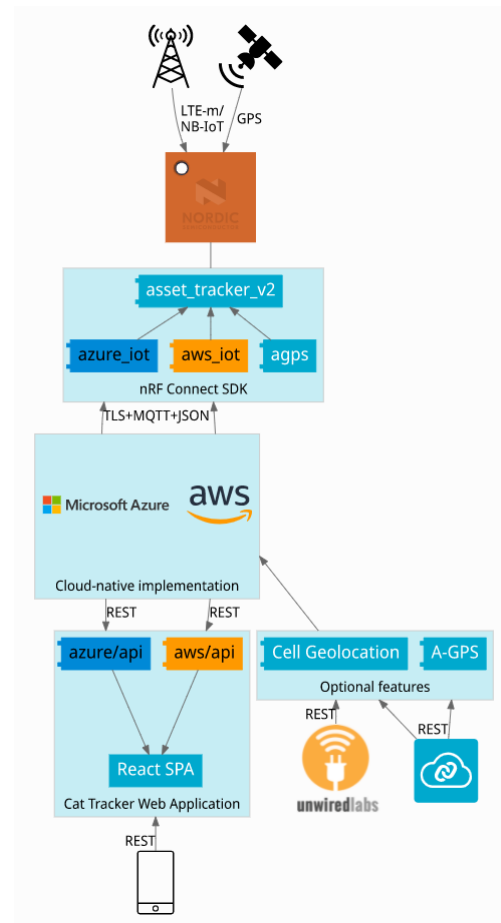 LTE-m/
NB-IoT
GPS
NORDIC
asset_tracker_v2
azure_iot
aws_iot
agps
nRF Connect SDK
TLS+MQTT+JSON
Microsoft Azure
aws
Cloud-native implementation
REST
REST
azure/api
aws/api
Cell Geolocation
A-GPS
Optional features
REST
REST
React SPA
Cat Tracker Web Application
unwiredlabs
REST